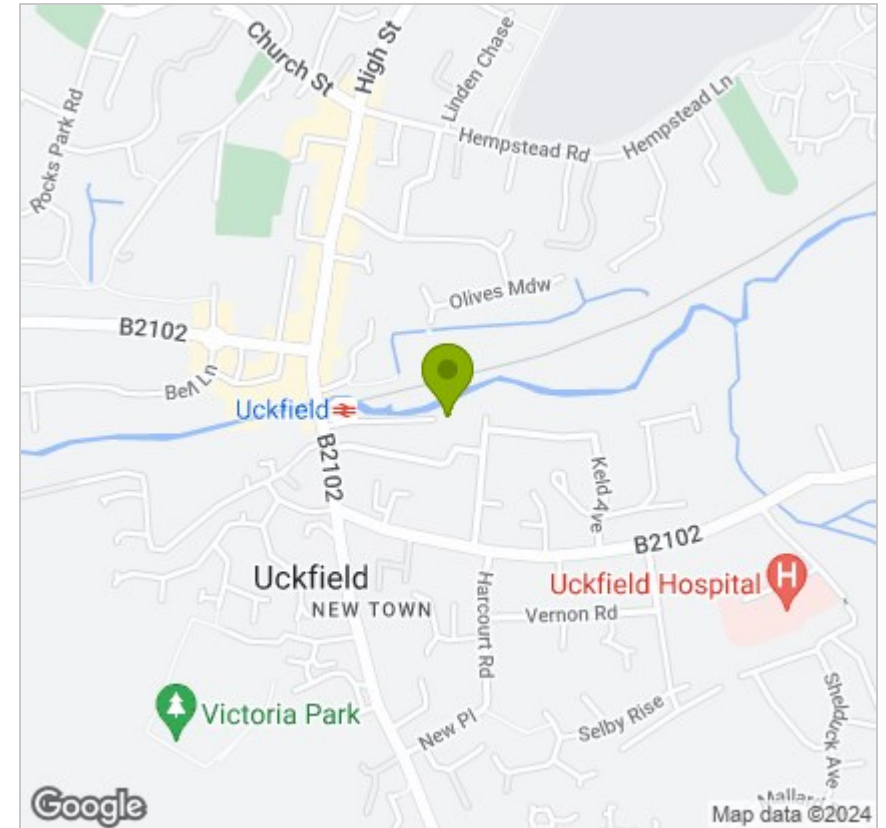 Church St
High St
Linden Chase
Rocks Park Rd
Hempstead Rd
Hempstead Ln
Olives Mdw
B2102
Bell Ln
Uckfield
B2102
Keld Ave
B2102
Uckfield
NEW TOWN
Uckfield Hospital
H
Harcourt Rd
Vernon Rd
Victoria Park
New Pl
Selby Rise
Shelduck Ave
Mallard
Google
Map data ©2024